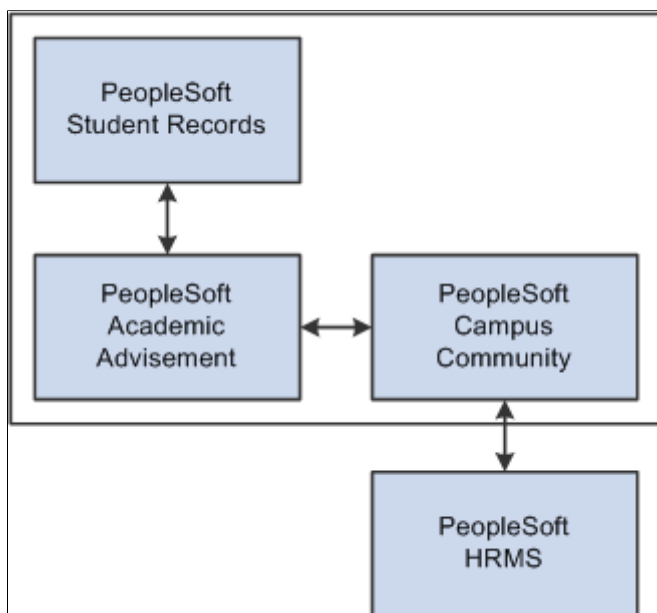 PeopleSoft
Student Records
PeopleSoft
Academic
Advisement
PeopleSoft
Campus
Community
PeopleSoft
HRMS